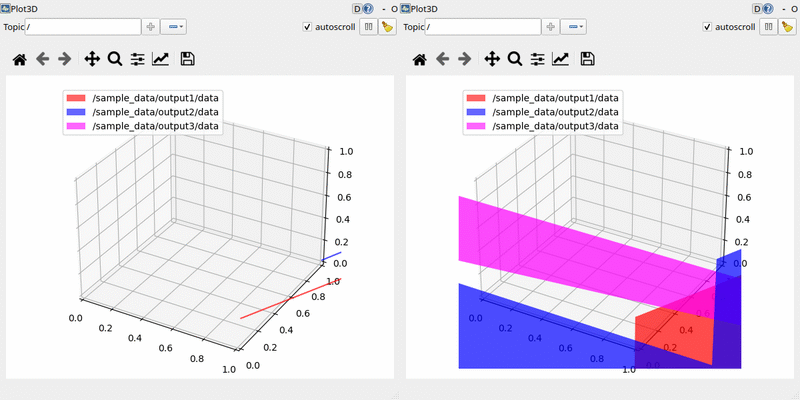 Plot3D
D - O
Topic / autoscroll
/sample_data/output1/data
/sample_data/output2/data
/sample_data/output3/data
1.0
0.8
0.6
0.4
0.2
0.0
1.0
0.8
0.6
0.4
0.2
0.0
0.0
0.2
0.4
0.6
0.8
1.0
Plot3D
D - O
Topic / autoscroll
/sample_data/output1/data
/sample_data/output2/data
/sample_data/output3/data
1.0
0.8
0.6
0.4
0.2
0.0
0.6
0.4
0.2
0.0
0.0
0.2
0.4
0.6
0.8
1.0